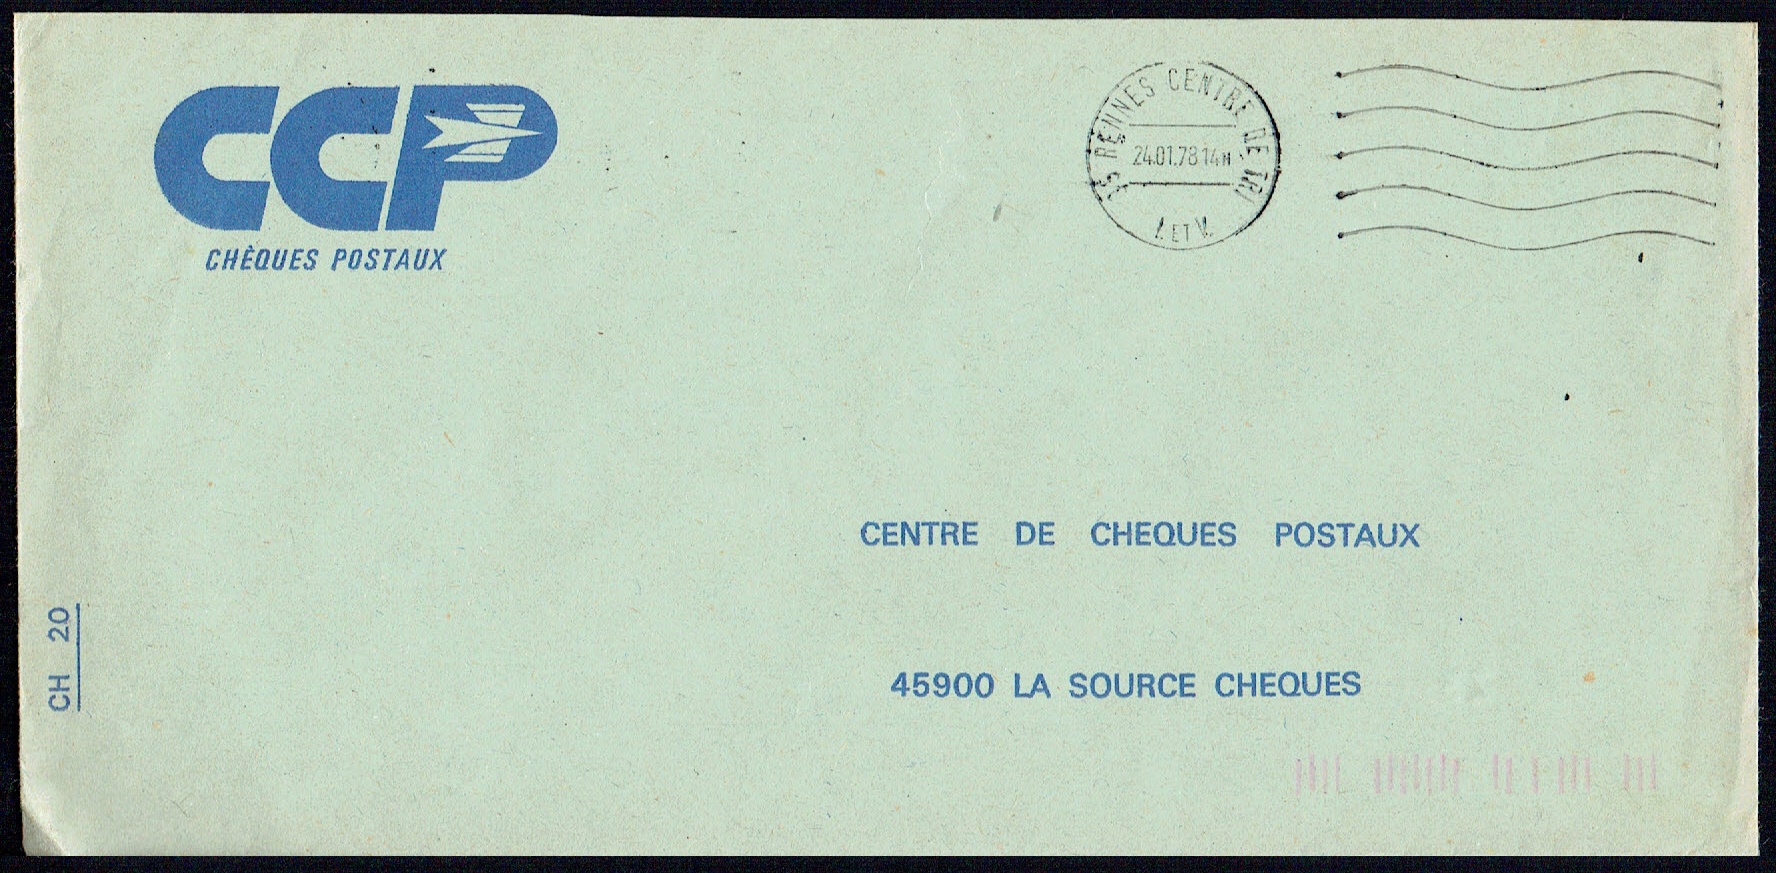 CCP
CHÈQUES POSTAUX
35 RENNES CENTRE DE TRI
24.01.78 14H
I. ET V.
CENTRE DE CHEQUES POSTAUX
45900 LA SOURCE CHEQUES
CH 20